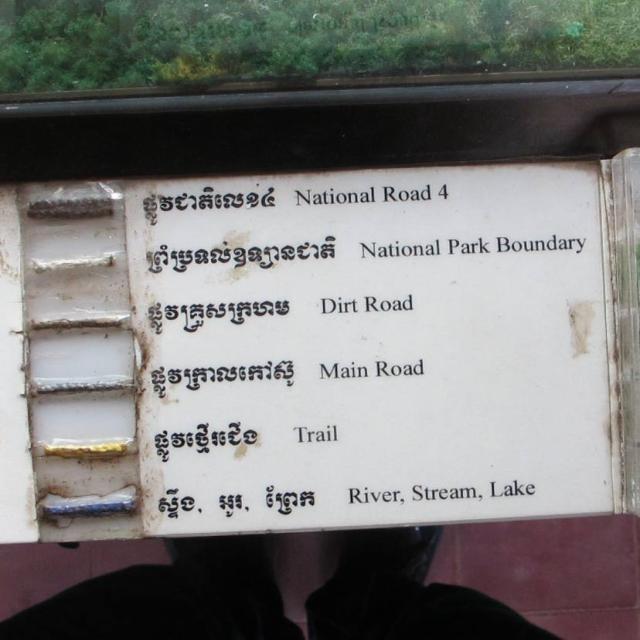 ផ្លូវជាតិលេខ៤ National Road 4
ព្រំប្រទល់ឧទ្យានជាតិ National Park Boundary
ផ្លូវគ្រួសក្រហម Dirt Road
ផ្លូវក្រាលកៅស៊ូ Main Road
ផ្លូវថ្មើរជើង Trail
ស្ទឹង, អូរ, ព្រែក River, Stream, Lake